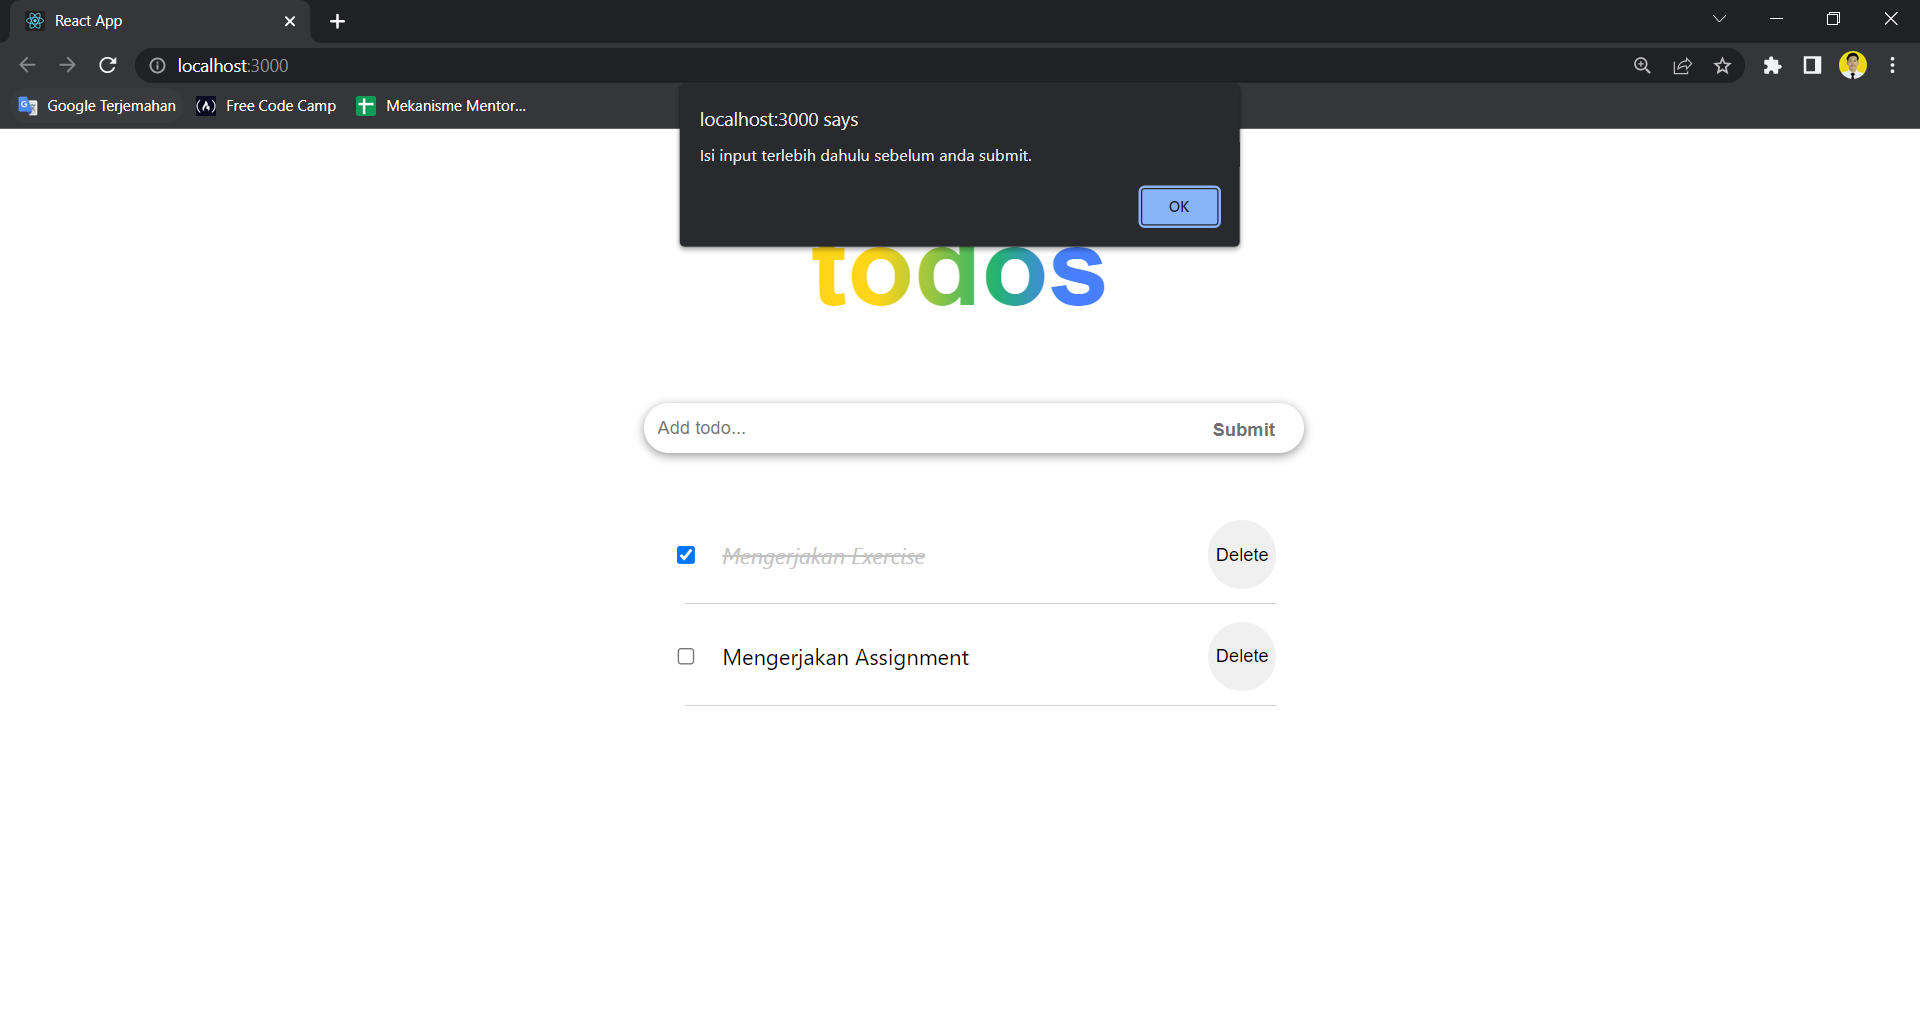 React App
localhost:3000
Google Terjemahan Free Code Camp Mekanisme Mentor...
localhost:3000 says
Isi input terlebih dahulu sebelum anda submit.
OK
todos
Add todo... Submit
Mengerjakan Exercise Delete
Mengerjakan Assignment Delete